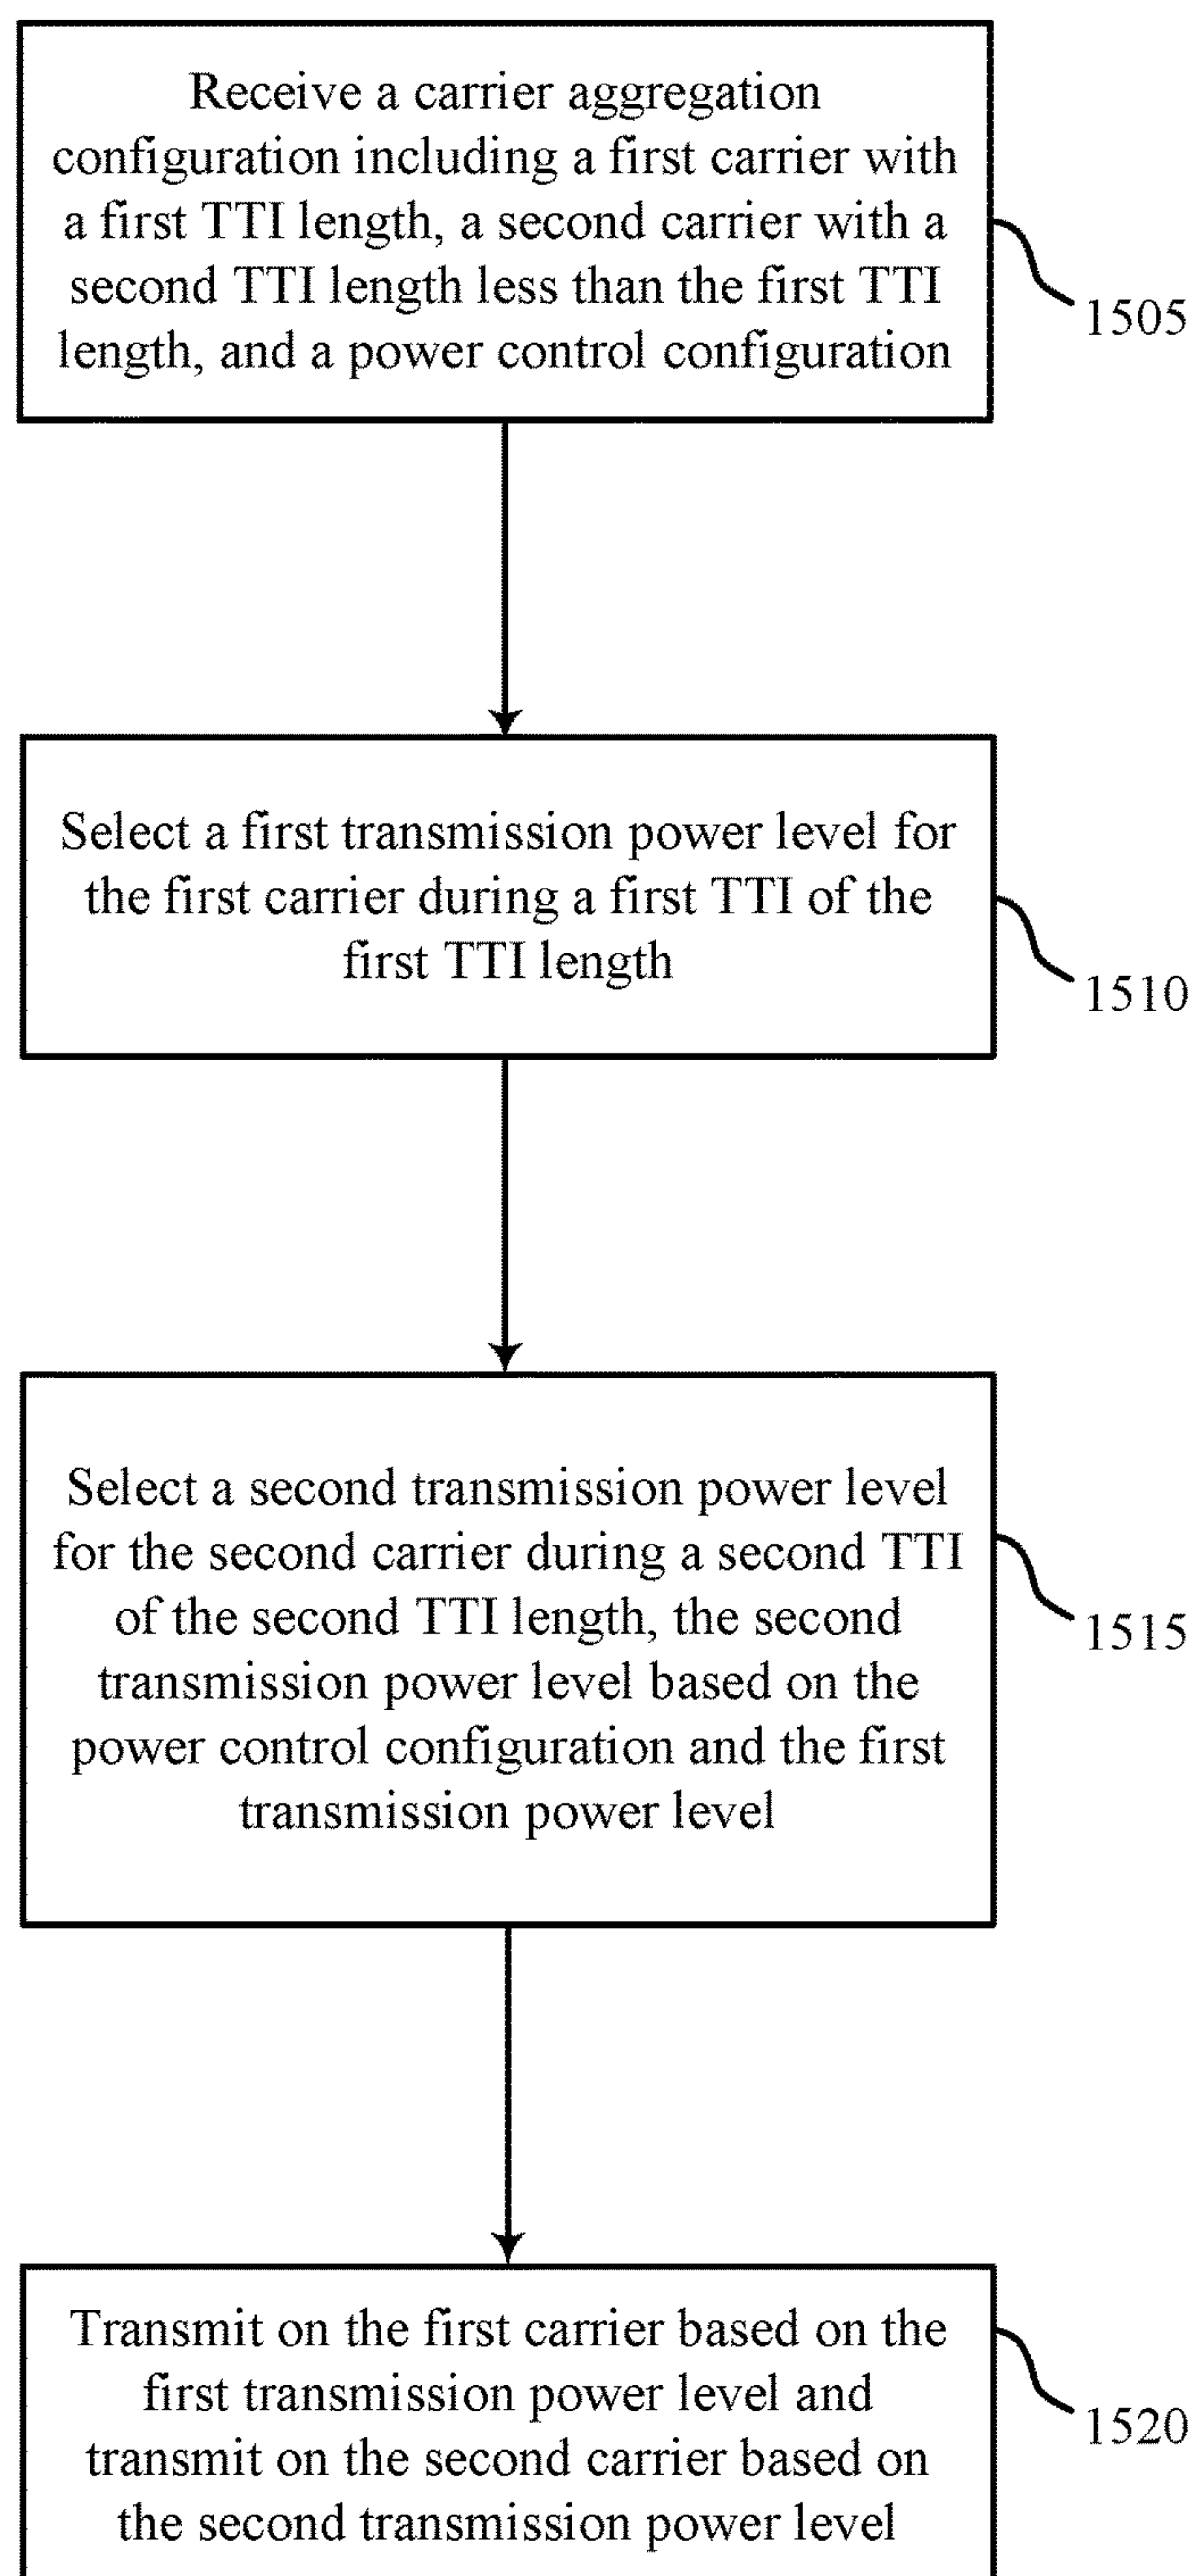 Receive a carrier aggregation
configuration including a first carrier with
a first TTI length, a second carrier with a
second TTI length less than the first TTI
length, and a power control configuration
1505
Select a first transmission power level for
the first carrier during a first TTI of the
first TTI length
1510
Select a second transmission power level
for the second carrier during a second TTI
of the second TTI length, the second
transmission power level based on the
power control configuration and the first
transmission power level
1515
Transmit on the first carrier based on the
first transmission power level and
transmit on the second carrier based on
the second transmission power level
1520